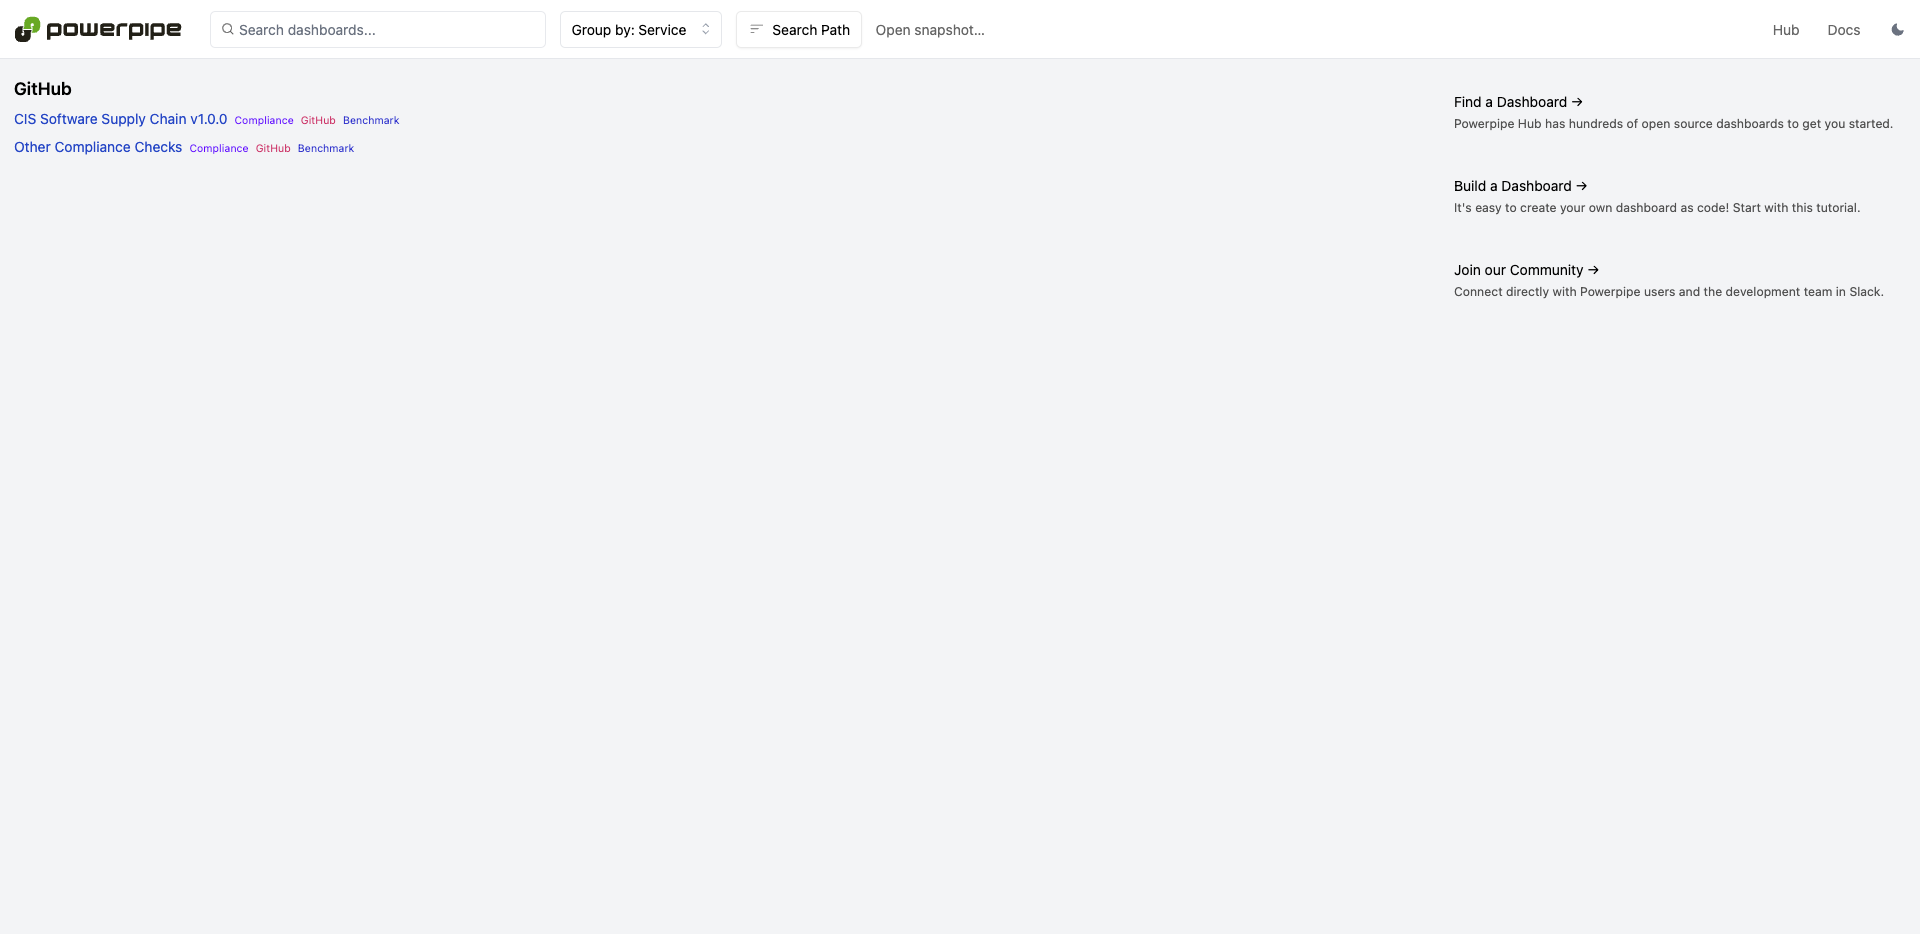 powerpipe
Search dashboards...
Group by: Service
Search Path
Open snapshot...
Hub
Docs
GitHub
CIS Software Supply Chain v1.0.0 Compliance GitHub Benchmark
Other Compliance Checks Compliance GitHub Benchmark
Find a Dashboard →
Powerpipe Hub has hundreds of open source dashboards to get you started.
Build a Dashboard →
It's easy to create your own dashboard as code! Start with this tutorial.
Join our Community →
Connect directly with Powerpipe users and the development team in Slack.